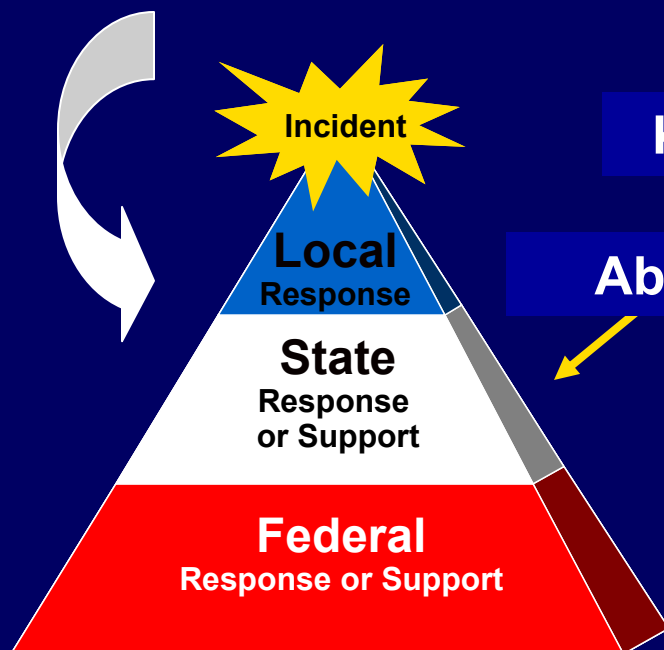 Incident
Local
Response
State
Response
or Support
Federal
Response or Support